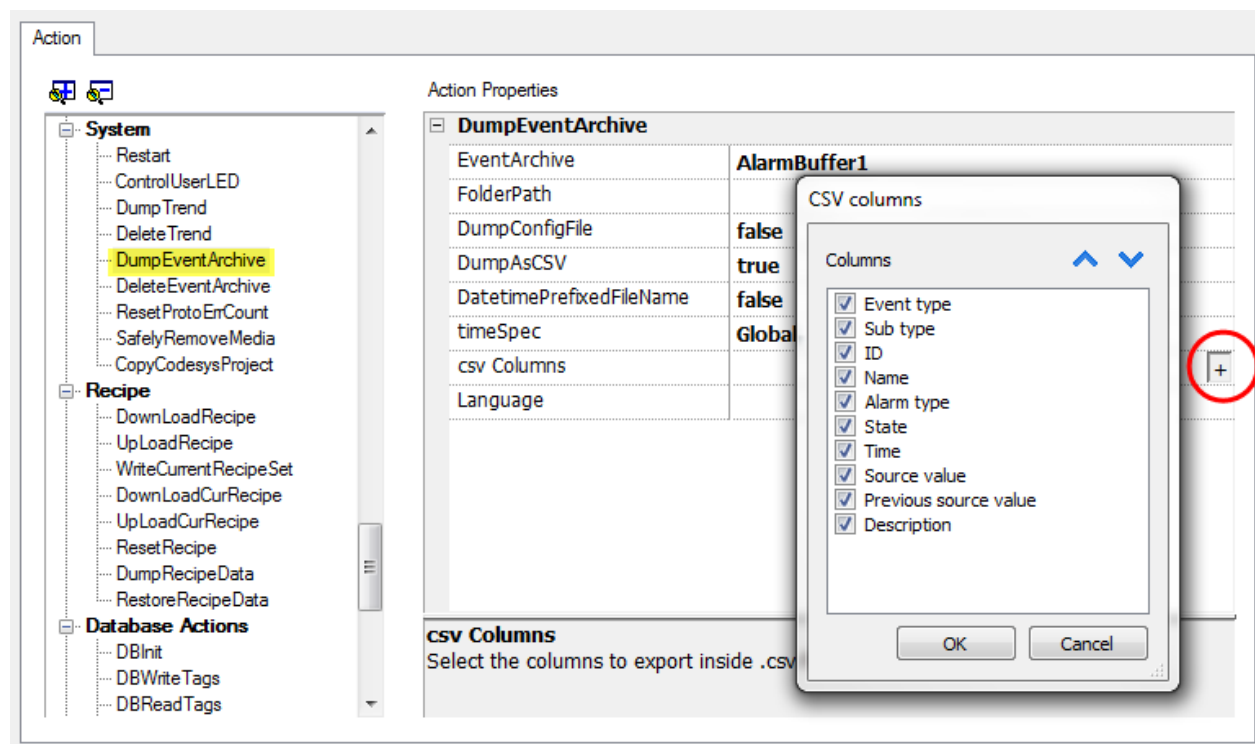 Action
System
Restart
ControlUserLED
DumpTrend
DeleteTrend
DumpEventArchive
DeleteEventArchive
ResetProtoErrCount
SafelyRemoveMedia
CopyCodesysProject
Recipe
DownLoadRecipe
UpLoadRecipe
WriteCurrentRecipeSet
DownLoadCurRecipe
UpLoadCurRecipe
ResetRecipe
DumpRecipeData
RestoreRecipeData
Database Actions
DBInit
DBWriteTags
DBReadTags
Action Properties
DumpEventArchive
EventArchive AlarmBuffer1
FolderPath
DumpConfigFile false
DumpAsCSV true
DatetimePrefixedFileName false
timeSpec Global
csv Columns +
Language
csv Columns
Select the columns to export inside .csv
CSV columns
Columns
Event type
Sub type
ID
Name
Alarm type
State
Time
Source value
Previous source value
Description
OK Cancel